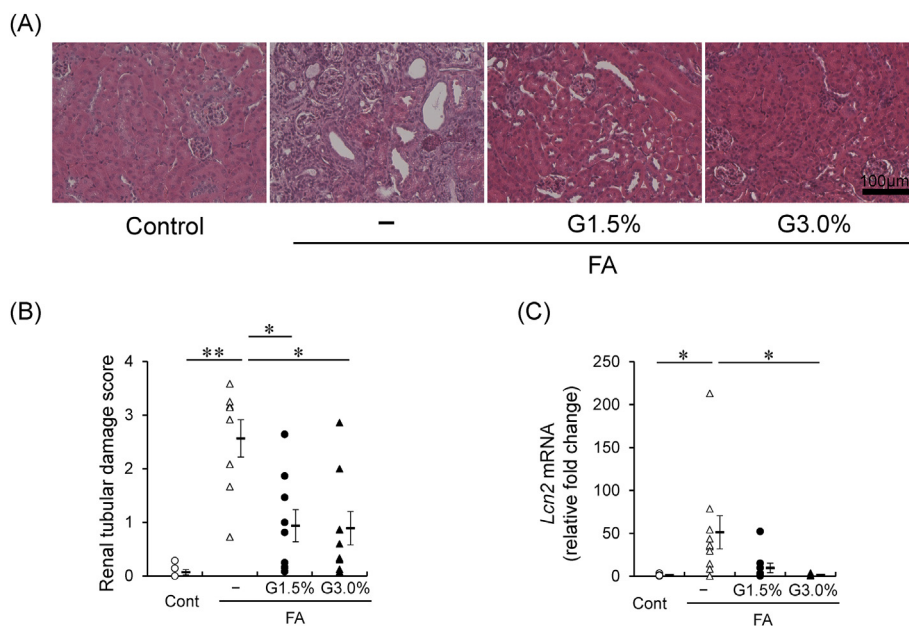 (A)
100μm
Control
–
G1.5%
G3.0%
FA
(B)
Renal tubular damage score
4
3
2
1
0
**
*
*
Cont
–
G1.5%
G3.0%
FA
(C)
Lcn2 mRNA
(relative fold change)
250
200
150
100
50
0
*
*
Cont
–
G1.5%
G3.0%
FA